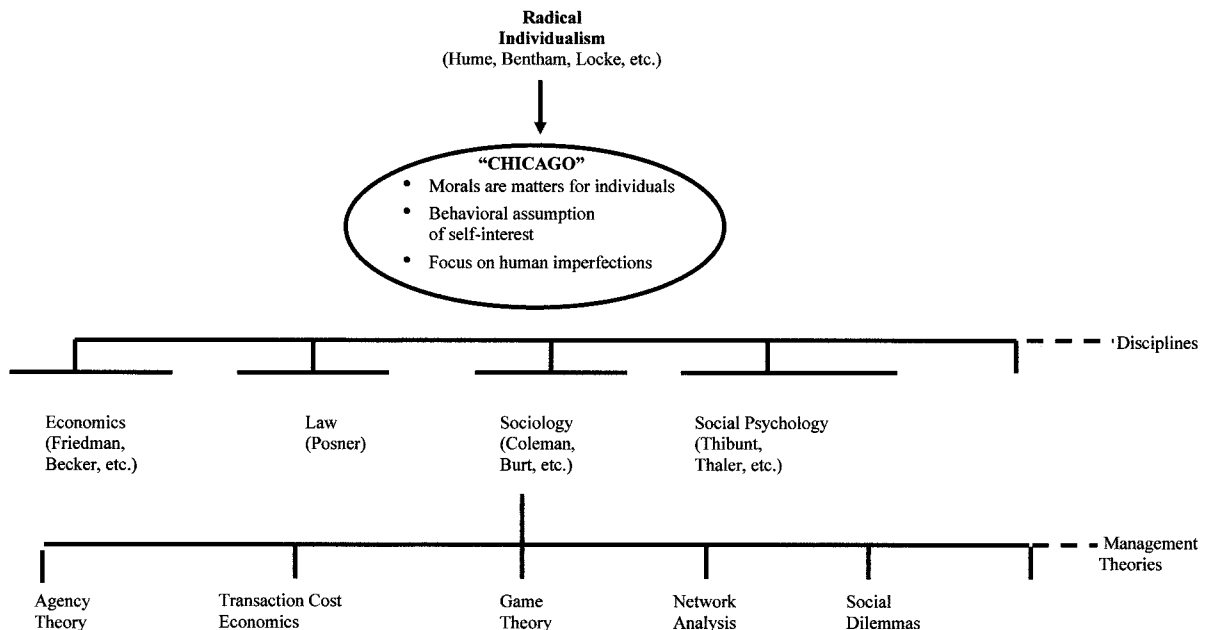 Radical
Individualism
(Hume, Bentham, Locke, etc.)
"CHICAGO"
• Morals are matters for individuals
• Behavioral assumption
of self-interest
• Focus on human imperfections
Disciplines
Economics
(Friedman,
Becker, etc.)
Law
(Posner)
Sociology
(Coleman,
Burt, etc.)
Social Psychology
(Thibunt,
Thaler, etc.)
Management
Theories
Agency
Theory
Transaction Cost
Economics
Game
Theory
Network
Analysis
Social
Dilemmas